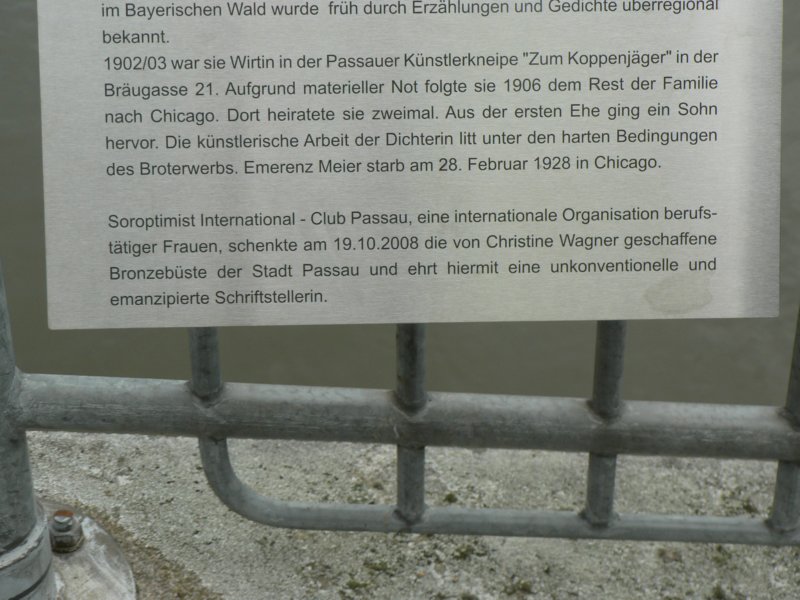 im Bayerischen Wald wurde früh durch Erzählungen und Gedichte überregional
bekannt.
1902/03 war sie Wirtin in der Passauer Künstlerkneipe "Zum Koppenjäger" in der
Bräugasse 21. Aufgrund materieller Not folgte sie 1906 dem Rest der Familie
nach Chicago. Dort heiratete sie zweimal. Aus der ersten Ehe ging ein Sohn
hervor. Die künstlerische Arbeit der Dichterin litt unter den harten Bedingungen
des Broterwerbs. Emerenz Meier starb am 28. Februar 1928 in Chicago.
Soroptimist International - Club Passau, eine internationale Organisation berufs-
tätiger Frauen, schenkte am 19.10.2008 die von Christine Wagner geschaffene
Bronzebüste der Stadt Passau und ehrt hiermit eine unkonventionelle und
emanzipierte Schriftstellerin.